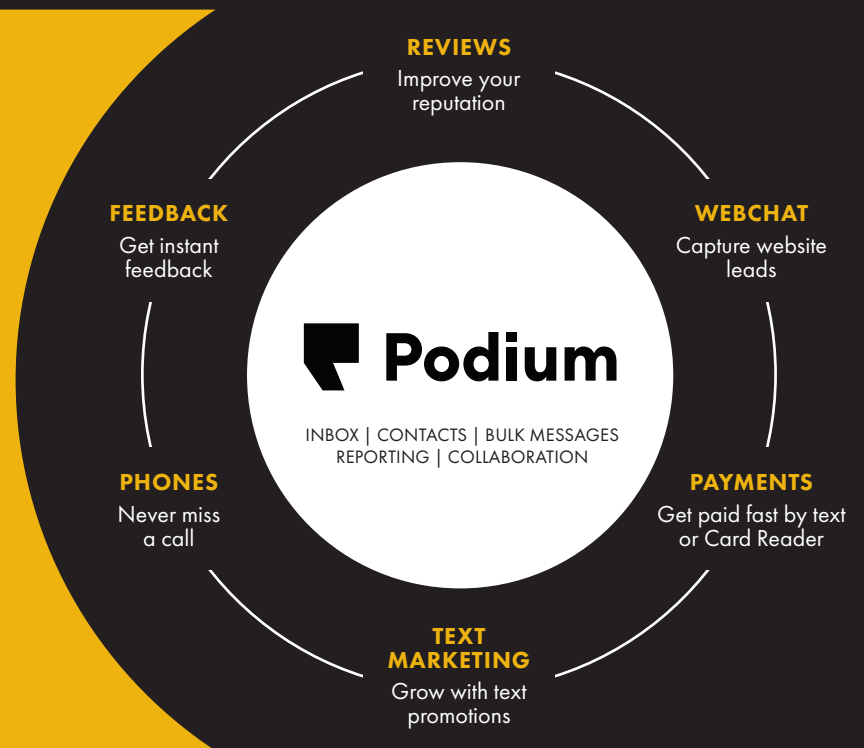 REVIEWS
Improve your
reputation
WEBCHAT
Capture website
leads
PAYMENTS
Get paid fast by text
or Card Reader
TEXT
MARKETING
Grow with text
promotions
PHONES
Never miss
a call
FEEDBACK
Get instant
feedback
Podium
INBOX | CONTACTS | BULK MESSAGES
REPORTING | COLLABORATION